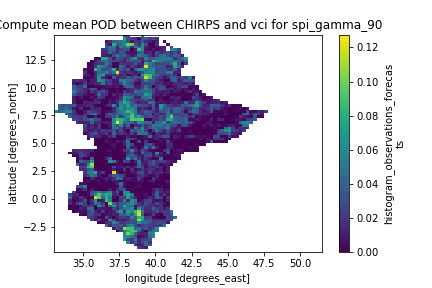 Compute mean POD between CHIRPS and vci for spi_gamma_90
12.5
10.0
7.5
5.0
2.5
0.0
−2.5
latitude [degrees_north]
35.0 37.5 40.0 42.5 45.0 47.5 50.0
longitude [degrees_east]
0.12
0.10
0.08
0.06
0.04
0.02
0.00
histogram_observations_forecas
ts